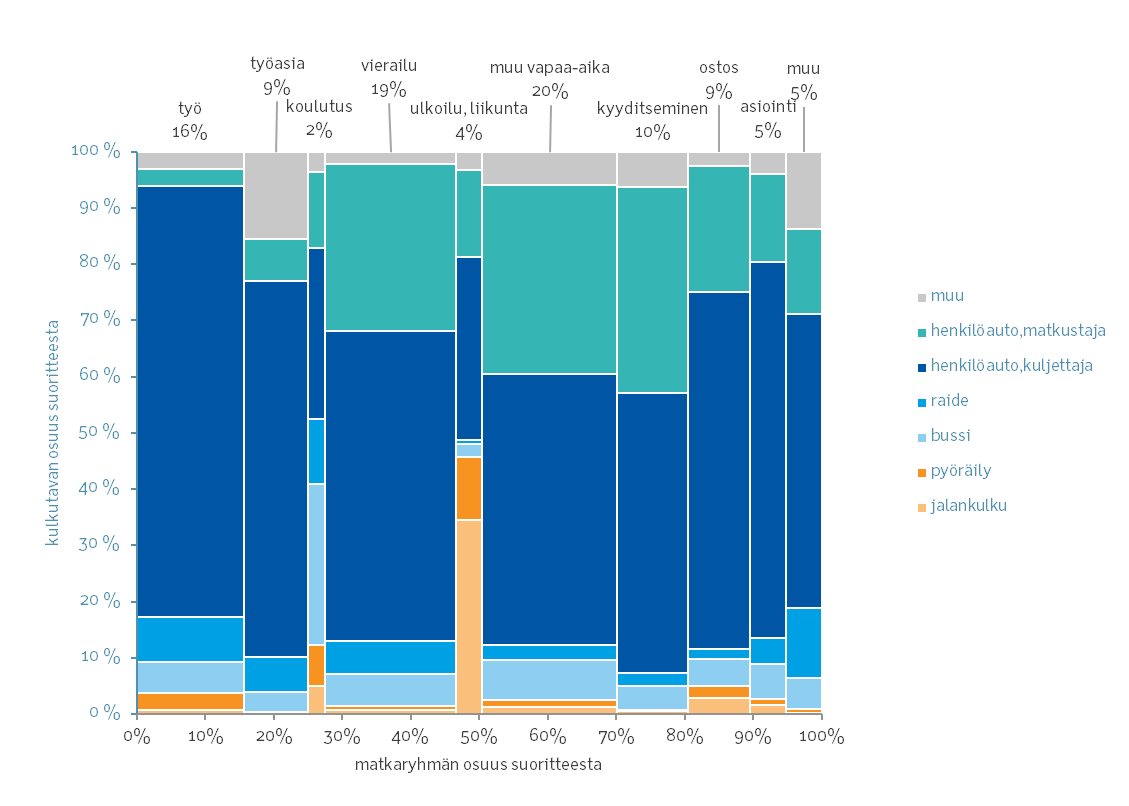 työasia
9%
vierailu
19%
muu vapaa-aika
20%
ostos
9%
muu
5%
työ
16%
koulutus
2%
ulkoilu, liikunta
4%
kyyditseminen
10%
asiointi
5%
100 %
90 %
80 %
70 %
60 %
50 %
40 %
30 %
20 %
10 %
0 %
kulkutavan osuus suoritteesta
0%
10%
20%
30%
40%
50%
60%
70%
80%
90%
100%
matkaryhmän osuus suoritteesta
muu
henkilöauto,matkustaja
henkilöauto,kuljettaja
raide
bussi
pyöräily
jalankulku